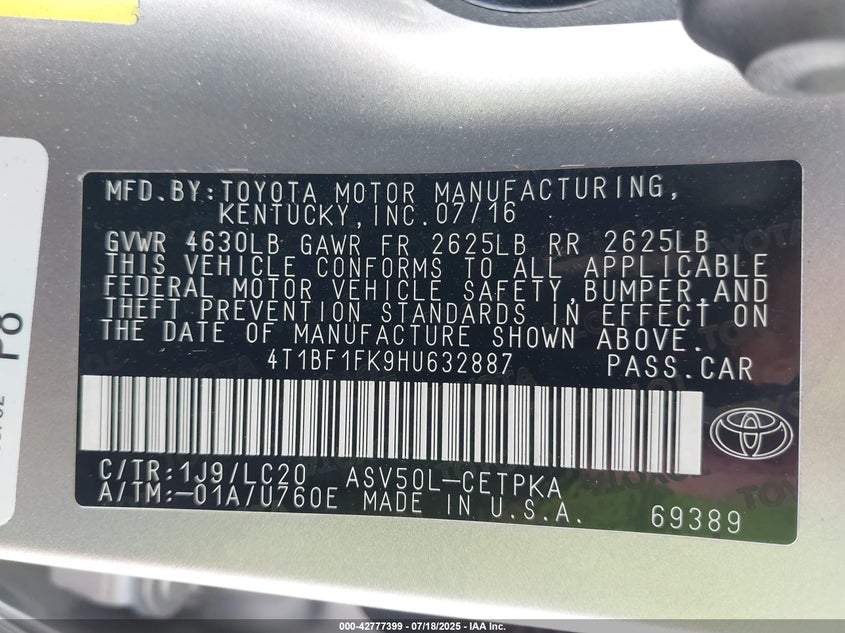 MFD.BY:TOYOTA MOTOR MANUFACTURING,
KENTUCKY,INC.07/16
GVWR 4630LB GAWR FR 2625LB RR 2625LB
THIS VEHICLE CONFORMS TO ALL APPLICABLE
FEDERAL MOTOR VEHICLE SAFETY,BUMPER,AND
THEFT PREVENTION STANDARDS IN EFFECT ON
THE DATE OF MANUFACTURE SHOWN ABOVE.
4T1BF1FK9HU632887 PASS.CAR
C/TR:1J9/LC20 ASV50L-CETPKA
A/TM:-01A/U760E MADE IN U.S.A. 69389
P8
000-42777399 | 07/18/2025 | IAA Inc.